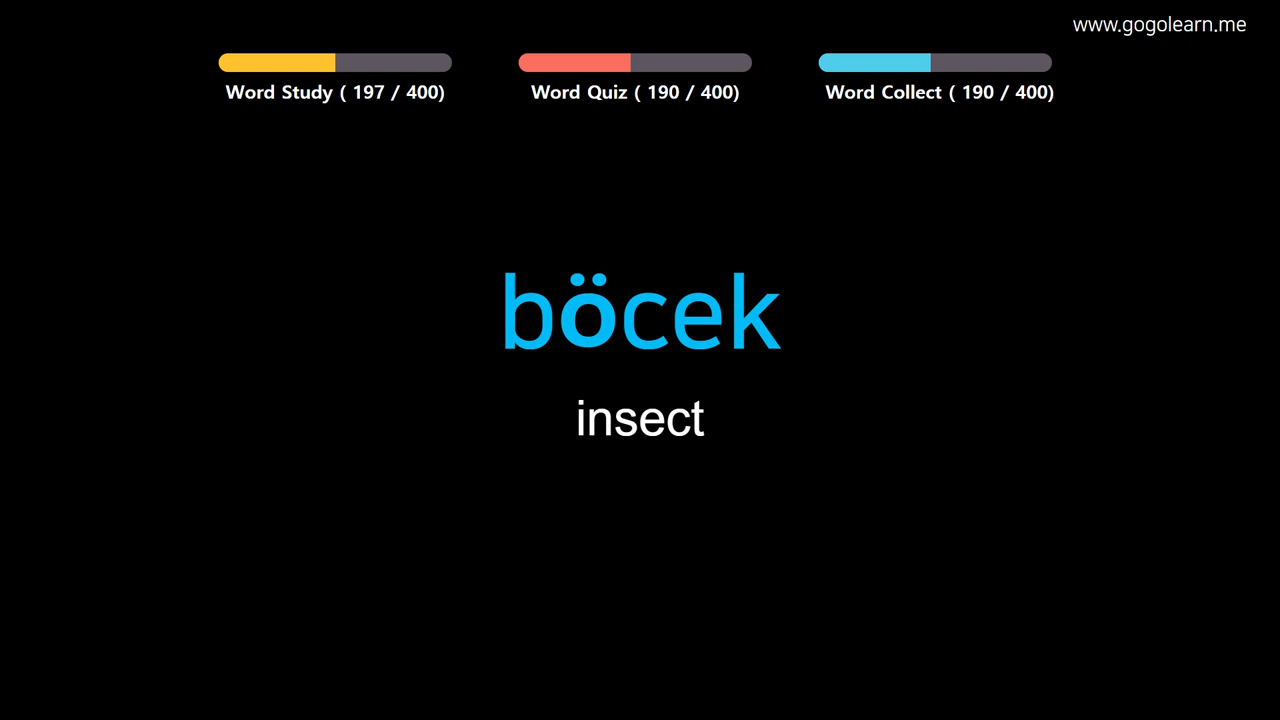 www.gogolearn.me
Word Study ( 197 / 400)
Word Quiz ( 190 / 400)
Word Collect ( 190 / 400)
böcek
insect